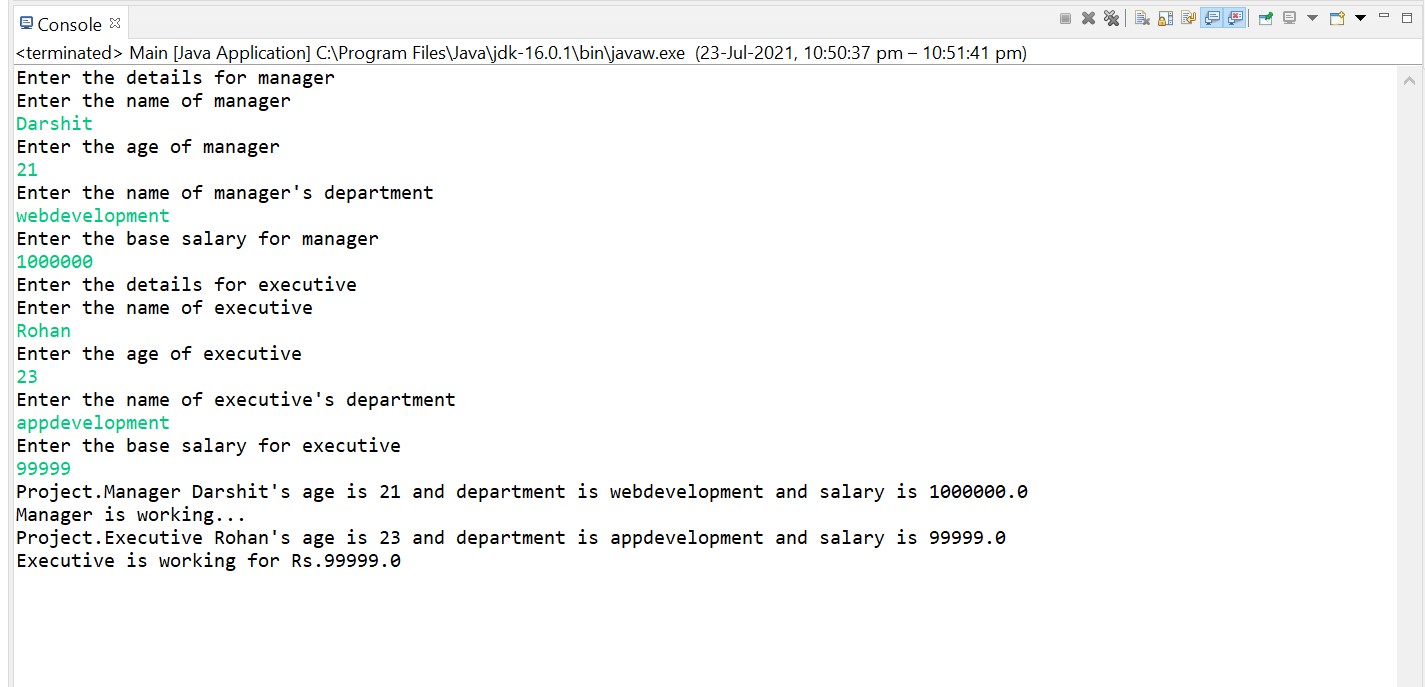 Console
<terminated> Main [Java Application] C:\Program Files\Java\jdk-16.0.1\bin\javaw.exe (23-Jul-2021, 10:50:37 pm – 10:51:41 pm)
Enter the details for manager
Enter the name of manager
Darshit
Enter the age of manager
21
Enter the name of manager's department
webdevelopment
Enter the base salary for manager
1000000
Enter the details for executive
Enter the name of executive
Rohan
Enter the age of executive
23
Enter the name of executive's department
appdevelopment
Enter the base salary for executive
99999
Project.Manager Darshit's age is 21 and department is webdevelopment and salary is 1000000.0
Manager is working...
Project.Executive Rohan's age is 23 and department is appdevelopment and salary is 99999.0
Executive is working for Rs.99999.0